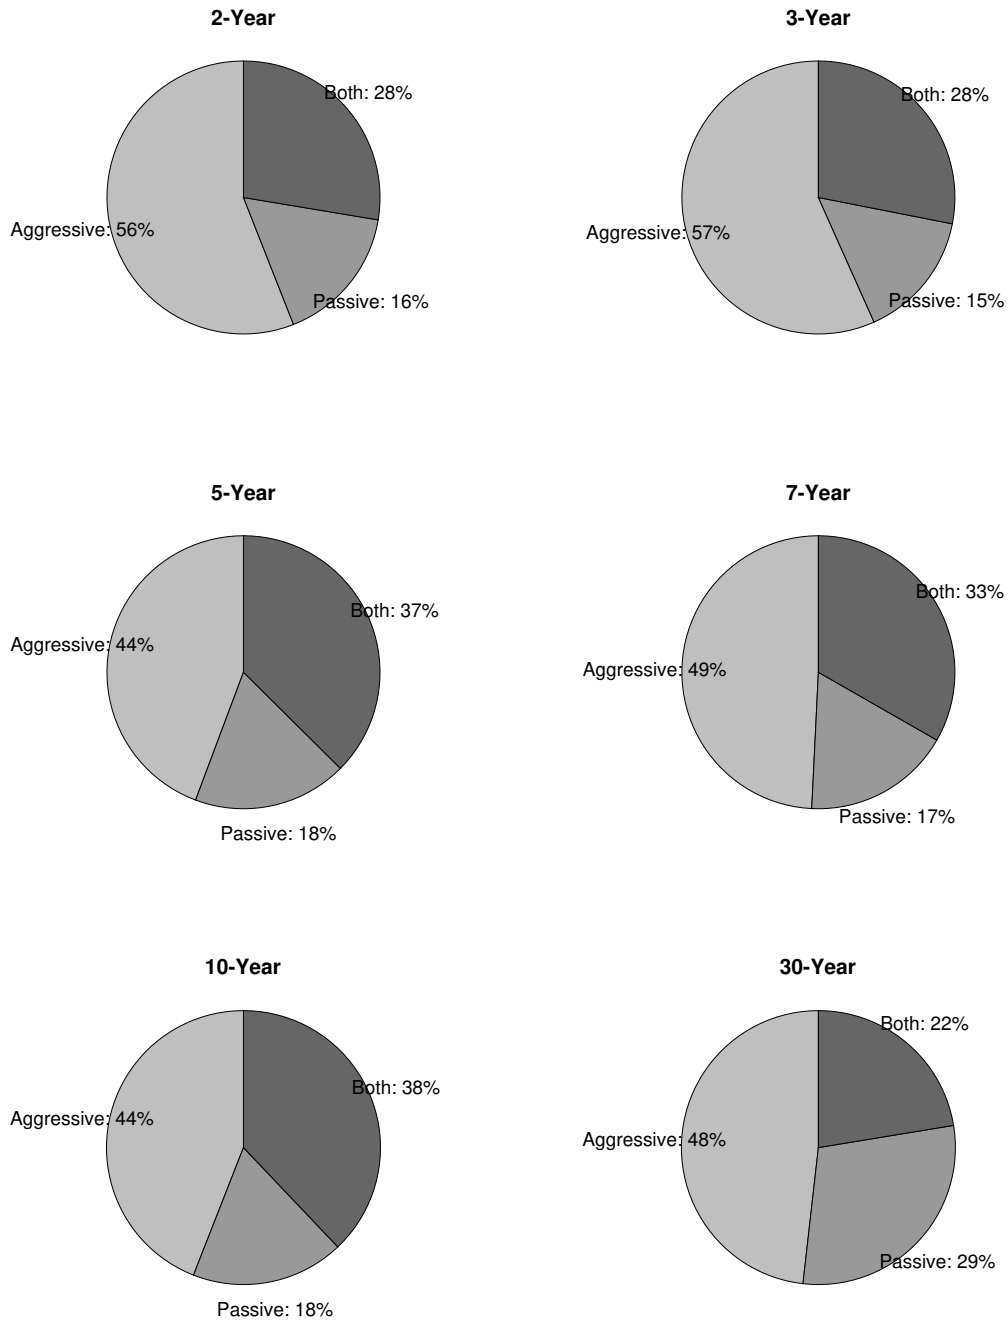 2-Year
Both: 28%
Aggressive: 56%
Passive: 16%
3-Year
Both: 28%
Aggressive: 57%
Passive: 15%
5-Year
Both: 37%
Aggressive: 44%
Passive: 18%
7-Year
Both: 33%
Aggressive: 49%
Passive: 17%
10-Year
Both: 38%
Aggressive: 44%
Passive: 18%
30-Year
Both: 22%
Aggressive: 48%
Passive: 29%